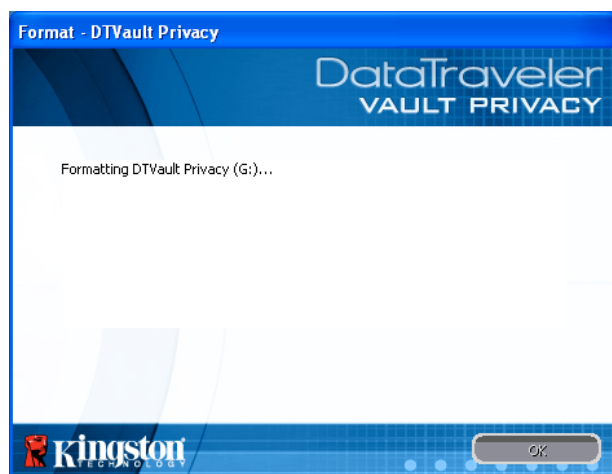 Format - DTVault Privacy
DataTraveler
VAULT PRIVACY
Formatting DTVault Privacy (G:)...
Kingston
TECHNOLOGY
OK